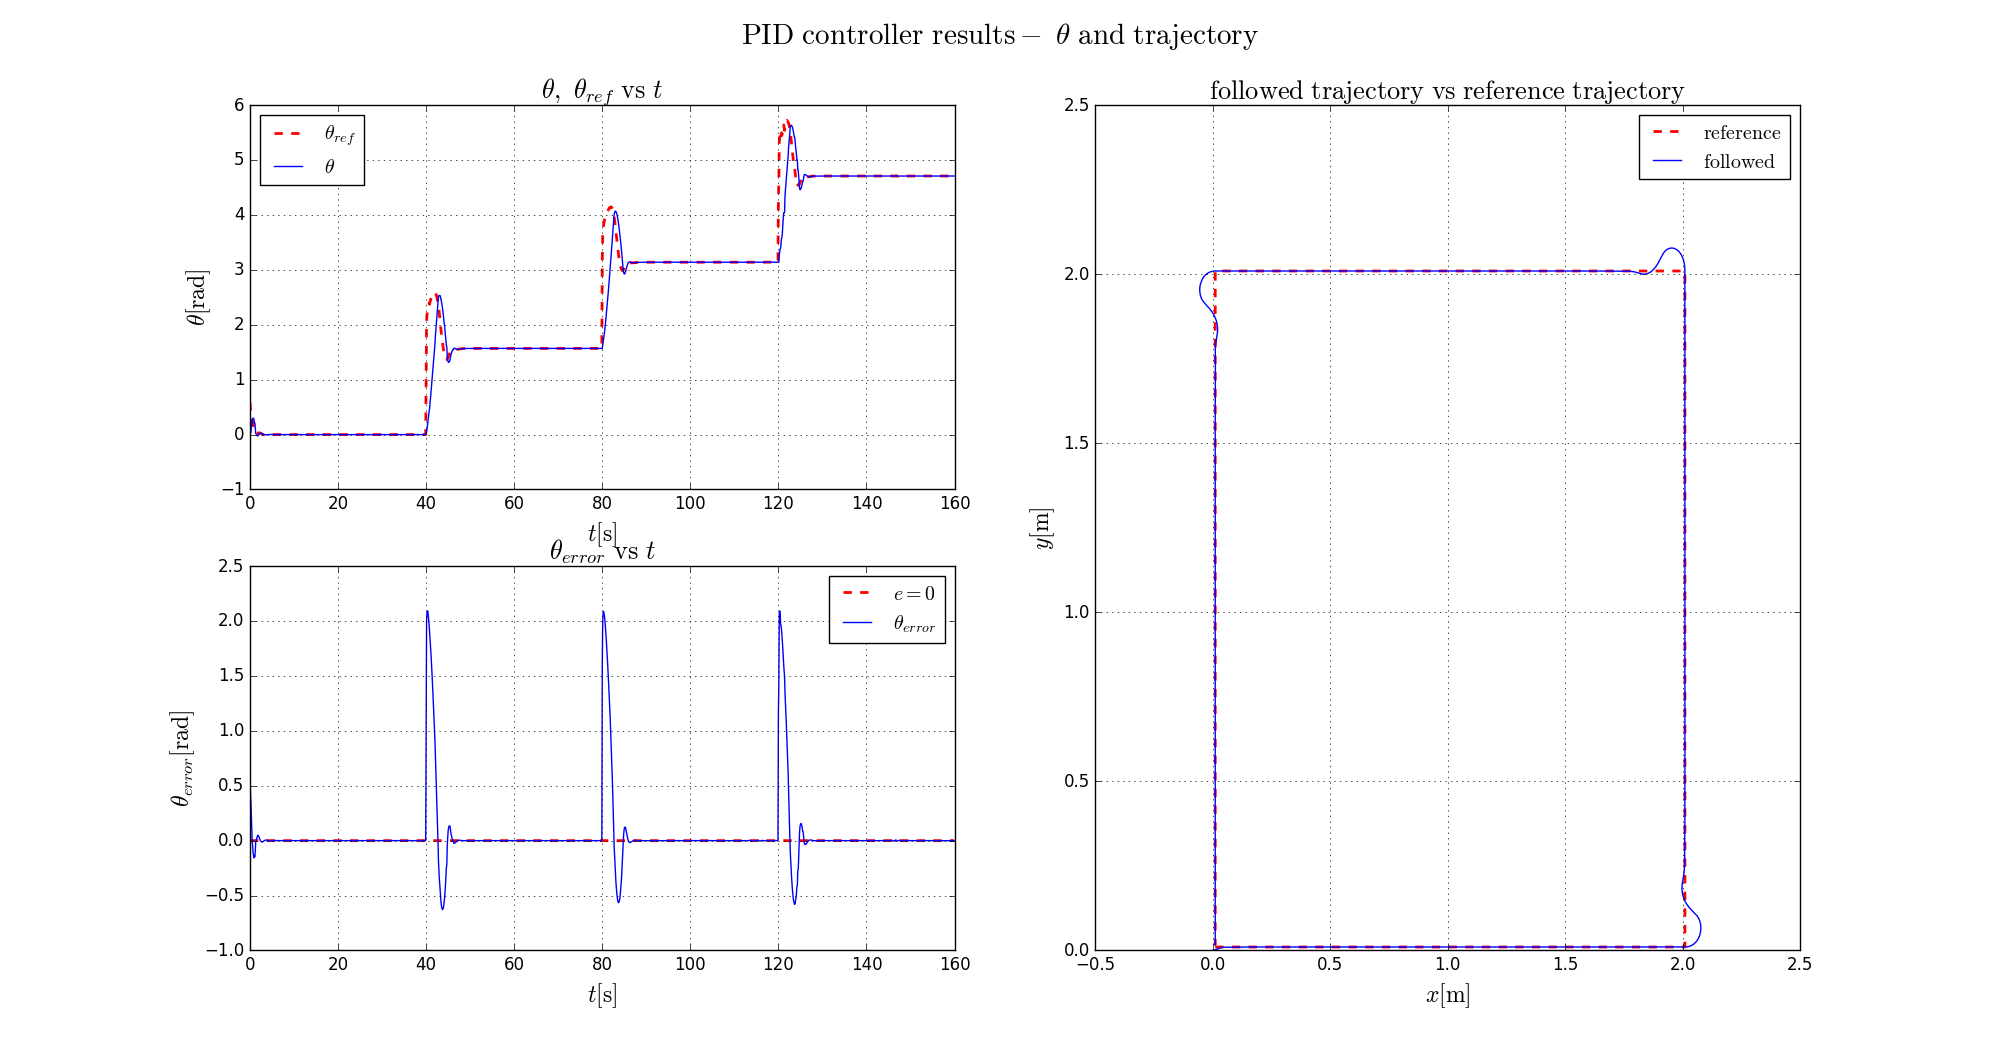 PID controller results − θ and trajectory
θ, θ_ref vs t
θ_ref
θ
θ[rad]
6
5
4
3
2
1
0
−1
0 20 40 60 80 100 120 140 160
t[s]
θ_error vs t
e = 0
θ_error
θ_error[rad]
2.5
2.0
1.5
1.0
0.5
0.0
−0.5
−1.0
0 20 40 60 80 100 120 140 160
t[s]
followed trajectory vs reference trajectory
reference
followed
y[m]
2.5
2.0
1.5
1.0
0.5
0.0
−0.5 0.0 0.5 1.0 1.5 2.0 2.5
x[m]